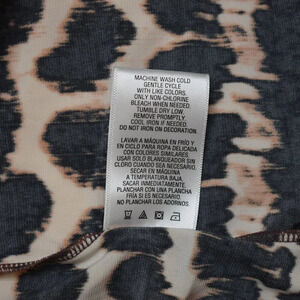 MACHINE WASH COLD
GENTLE CYCLE
WITH LIKE COLORS.
ONLY NON-CHLORINE
BLEACH WHEN NEEDED.
TUMBLE DRY LOW.
REMOVE PROMPTLY.
COOL IRON IF NEEDED.
DO NOT IRON ON DECORATION.
LAVAR A MÁQUINA EN FRÍO Y
EN CICLO PARA ROPA DELICADA
CON COLORES SIMILARES.
USAR SOLO BLANQUEADOR SIN
CLORO CUANDO SEA NECESARIO.
SECAR EN MÁQUINA
A TEMPERATURA BAJA.
SACAR INMEDIATAMENTE.
PLANCHAR CON UNA PLANCHA
FRÍA SI ES NECESARIO.
NO PLANCHAR LOS ADORNOS.